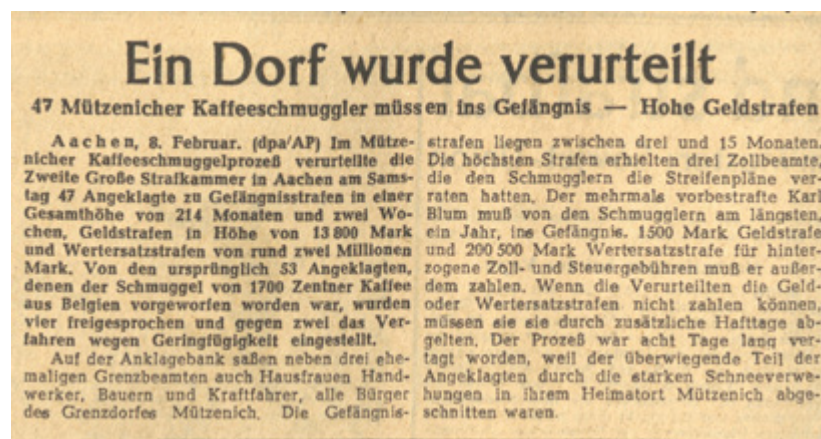 Ein Dorf wurde verurteilt
47 Mützenicher Kaffeeschmuggler müssen ins Gefängnis — Hohe Geldstrafen
Aachen, 8. Februar. (dpa/AP) Im Mütze-
nicher Kaffeeschmuggelprozeß verurteilte die
Zweite Große Strafkammer in Aachen am Sams-
tag 47 Angeklagte zu Gefängnisstrafen in einer
Gesamthöhe von 214 Monaten und zwei Wo-
chen, Geldstrafen in Höhe von 13 800 Mark
und Wertersatzstrafen von rund zwei Millionen
Mark. Von den ursprünglich 53 Angeklagten,
denen der Schmuggel von 1700 Zentner Kaffee
aus Belgien vorgeworfen worden war, wurden
vier freigesprochen und gegen zwei das Ver-
fahren wegen Geringfügigkeit eingestellt.
Auf der Anklagebank saßen neben drei ehe-
maligen Grenzbeamten auch Hausfrauen Hand-
werker, Bauern und Kraftfahrer, alle Bürger
des Grenzdorfes Mützenich. Die Gefängnis-
strafen liegen zwischen drei und 15 Monaten.
Die höchsten Strafen erhielten drei Zollbeamte,
die den Schmugglern die Streifenpläne ver-
raten hatten. Der mehrmals vorbestrafte Karl
Blum muß von den Schmugglern am längsten,
ein Jahr, ins Gefängnis. 1500 Mark Geldstrafe
und 200 500 Mark Wertersatzstrafe für hinter-
zogene Zoll- und Steuergebühren muß er außer-
dem zahlen. Wenn die Verurteilten die Geld-
oder Wertersatzstrafen nicht zahlen können,
müssen sie sie durch zusätzliche Hafttage ab-
gelten. Der Prozeß war acht Tage lang ver-
tagt worden, weil der überwiegende Teil der
Angeklagten durch die starken Schneeverwe-
hungen in ihrem Heimatort Mützenich abge-
schnitten waren.